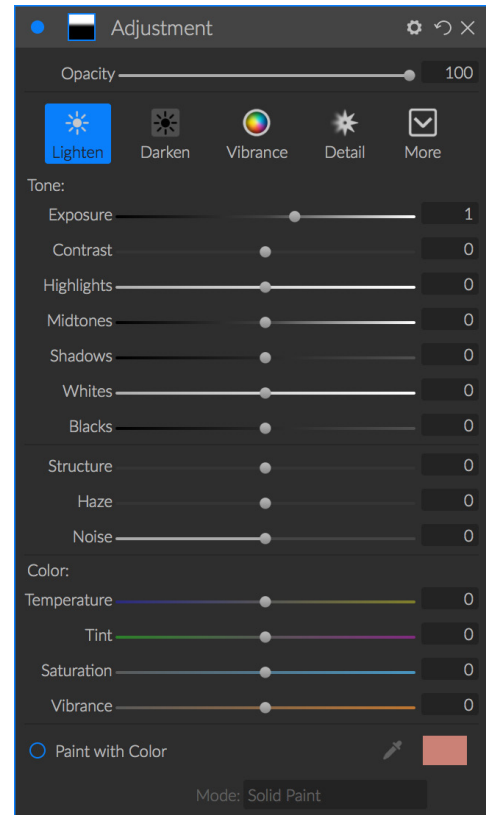 Adjustment
Opacity 100
Lighten Darken Vibrance Detail More
Tone:
Exposure 1
Contrast 0
Highlights 0
Midtones 0
Shadows 0
Whites 0
Blacks 0
Structure 0
Haze 0
Noise 0
Color:
Temperature 0
Tint 0
Saturation 0
Vibrance 0
Paint with Color
Mode: Solid Paint